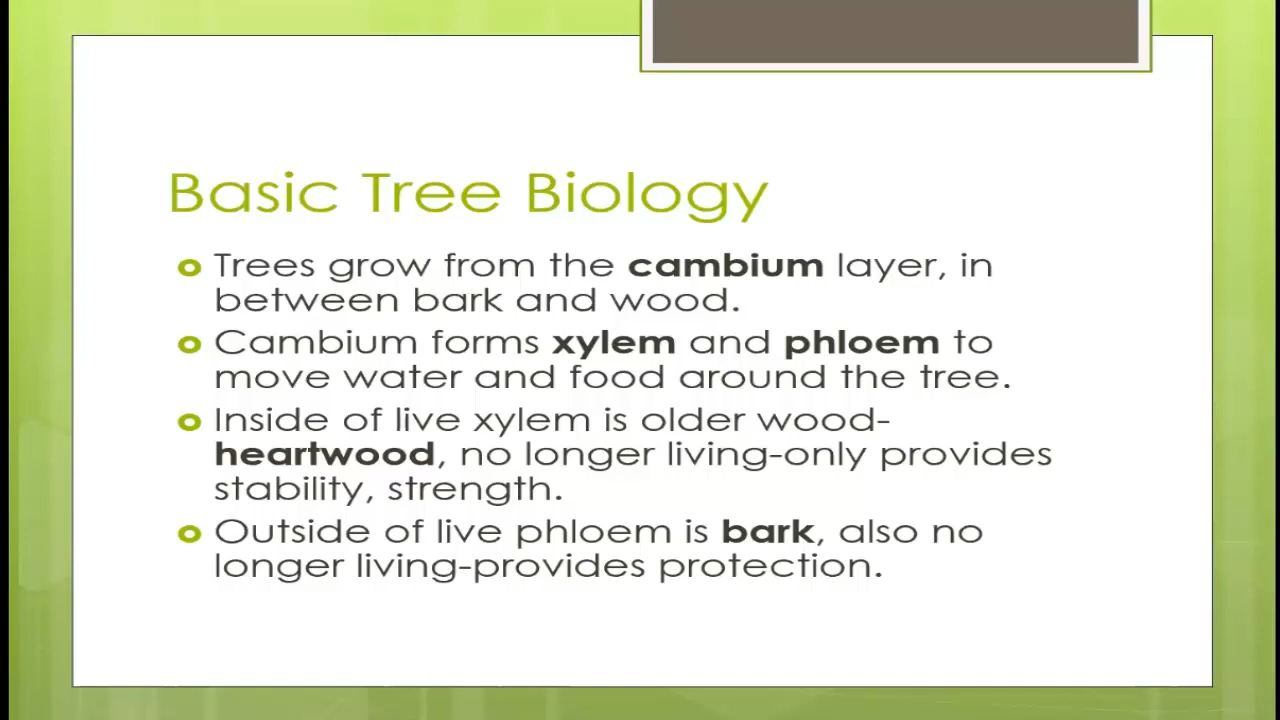 Basic Tree Biology
Trees grow from the cambium layer, in
between bark and wood.
Cambium forms xylem and phloem to
move water and food around the tree.
Inside of live xylem is older wood-
heartwood, no longer living-only provides
stability, strength.
Outside of live phloem is bark, also no
longer living-provides protection.